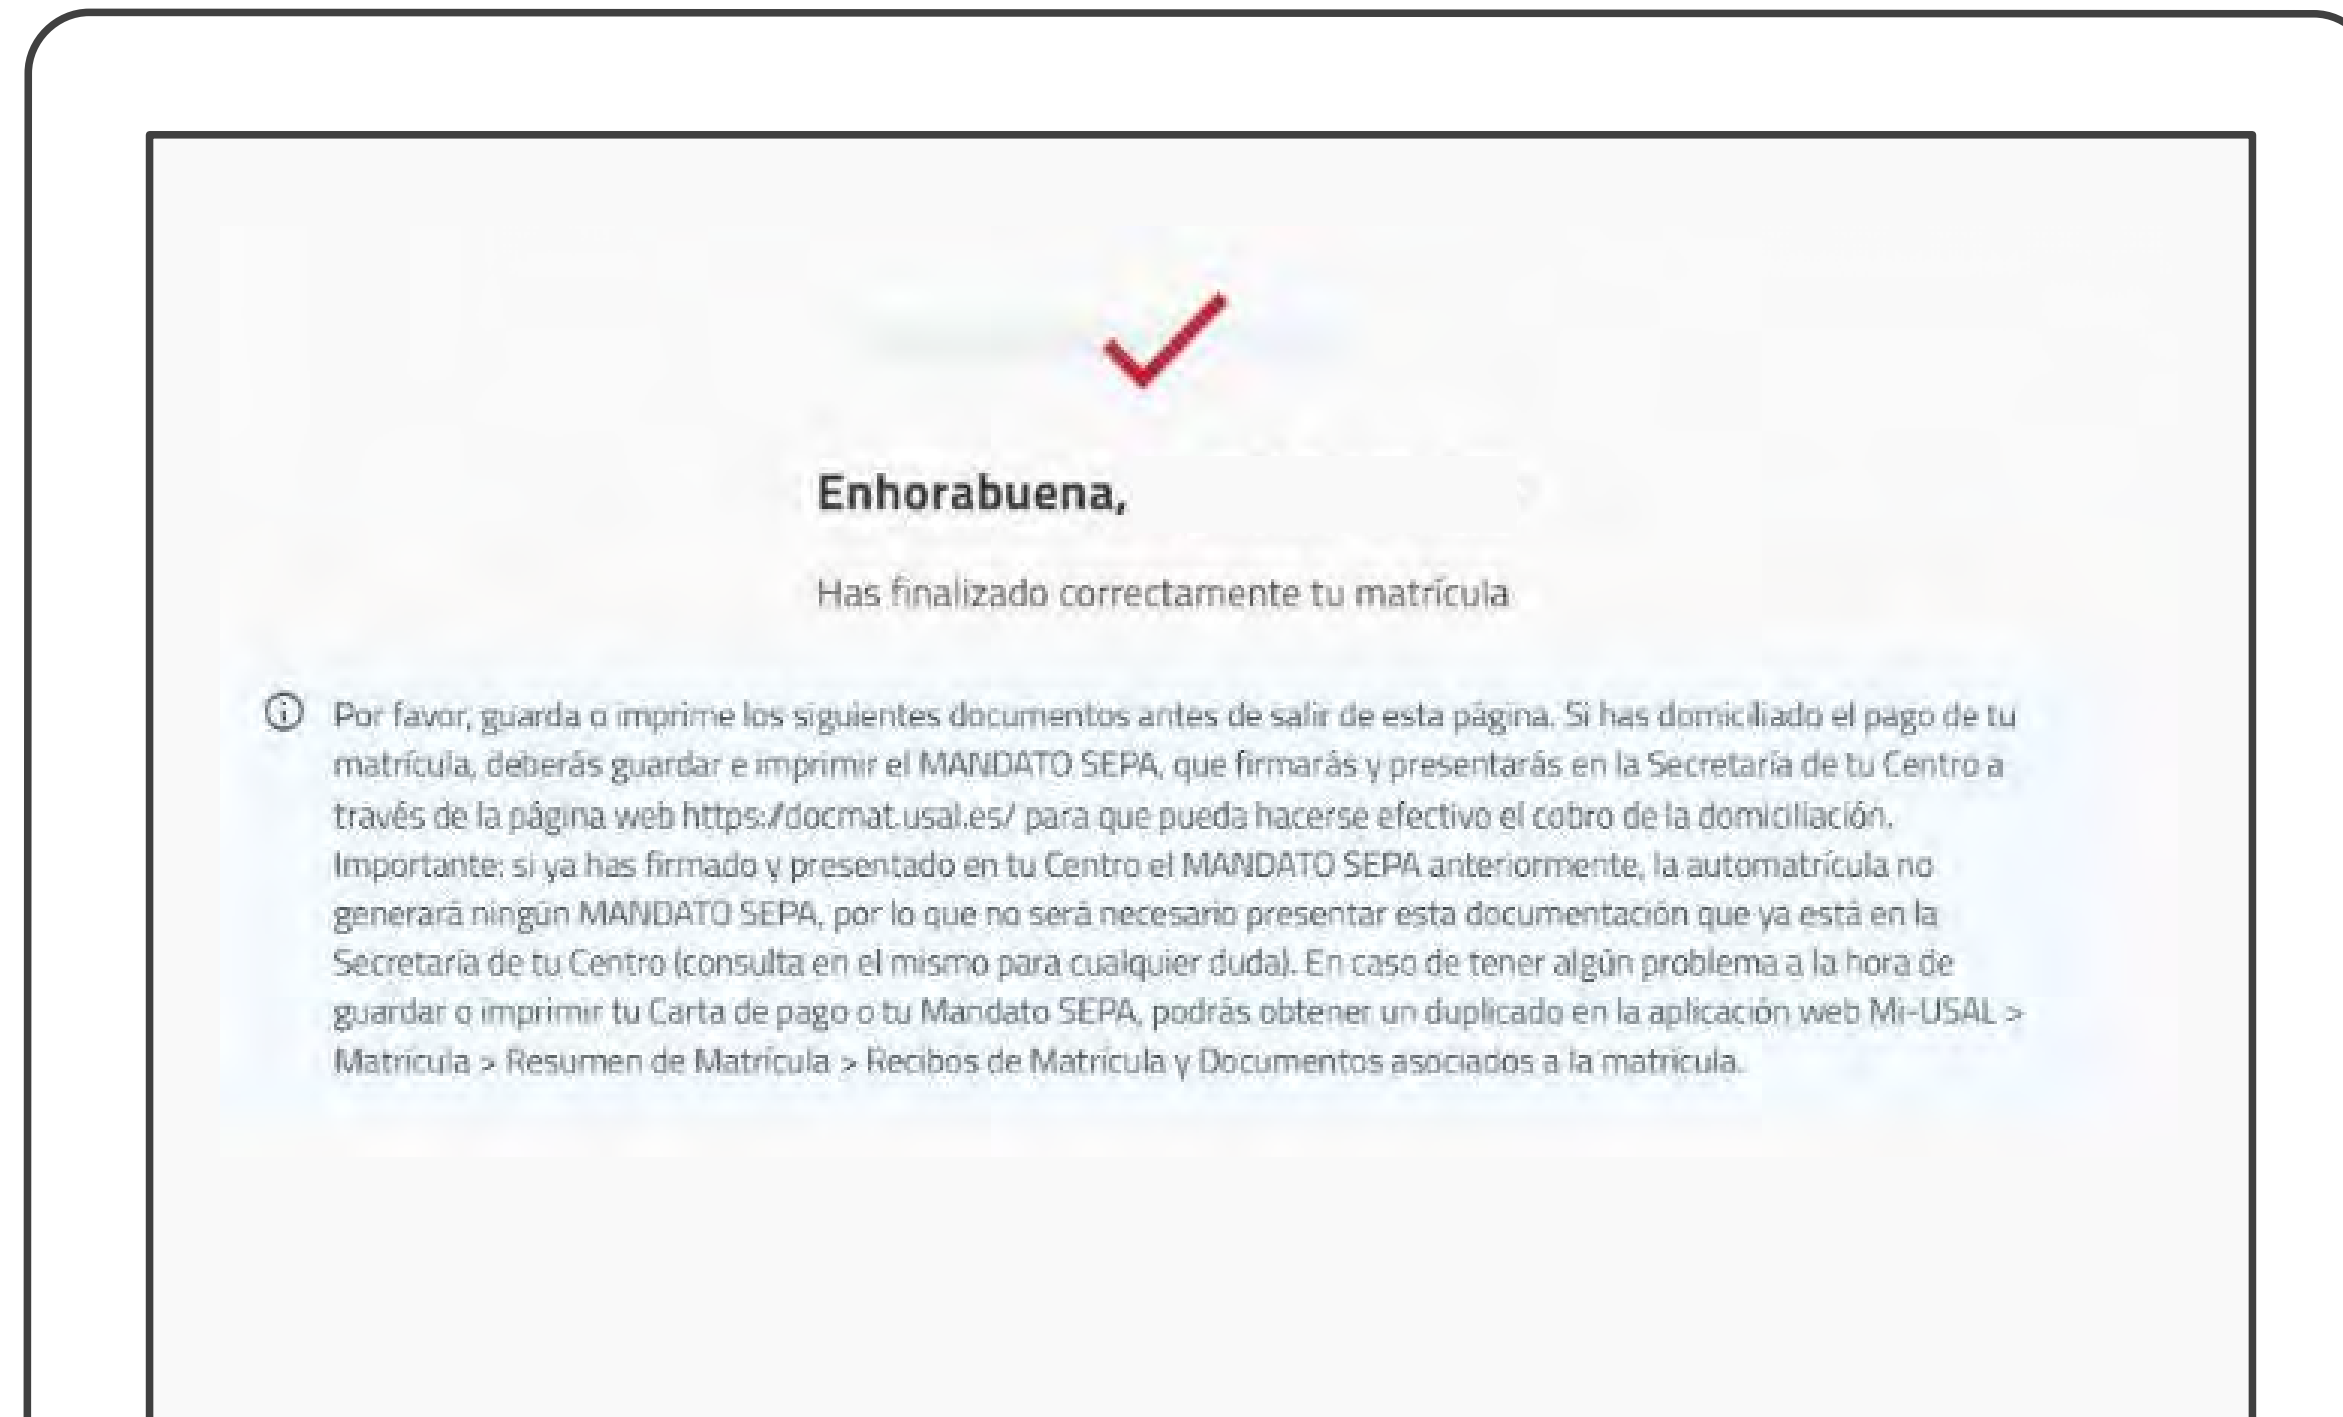 Enhorabuena,
Has finalizado correctamente tu matrícula
Por favor, guarda o imprime los siguientes documentos antes de salir de esta página. Si has domiciliado el pago de tu
matrícula, deberás guardar e imprimir el MANDATO SEPA, que firmarás y presentarás en la Secretaría de tu Centro a
través de la página web https://docmat.usal.es/ para que pueda hacerse efectivo el cobro de la domiciliación.
Importante: si ya has firmado y presentado en tu Centro el MANDATO SEPA anteriormente, la automatrícula no
generará ningún MANDATO SEPA, por lo que no será necesario presentar esta documentación que ya está en la
Secretaría de tu Centro (consulta en el mismo para cualquier duda). En caso de tener algún problema a la hora de
guardar o imprimir tu Carta de pago o tu Mandato SEPA, podrás obtener un duplicado en la aplicación web Mi-USAL >
Matrícula > Resumen de Matrícula > Recibos de Matrícula y Documentos asociados a la matrícula.